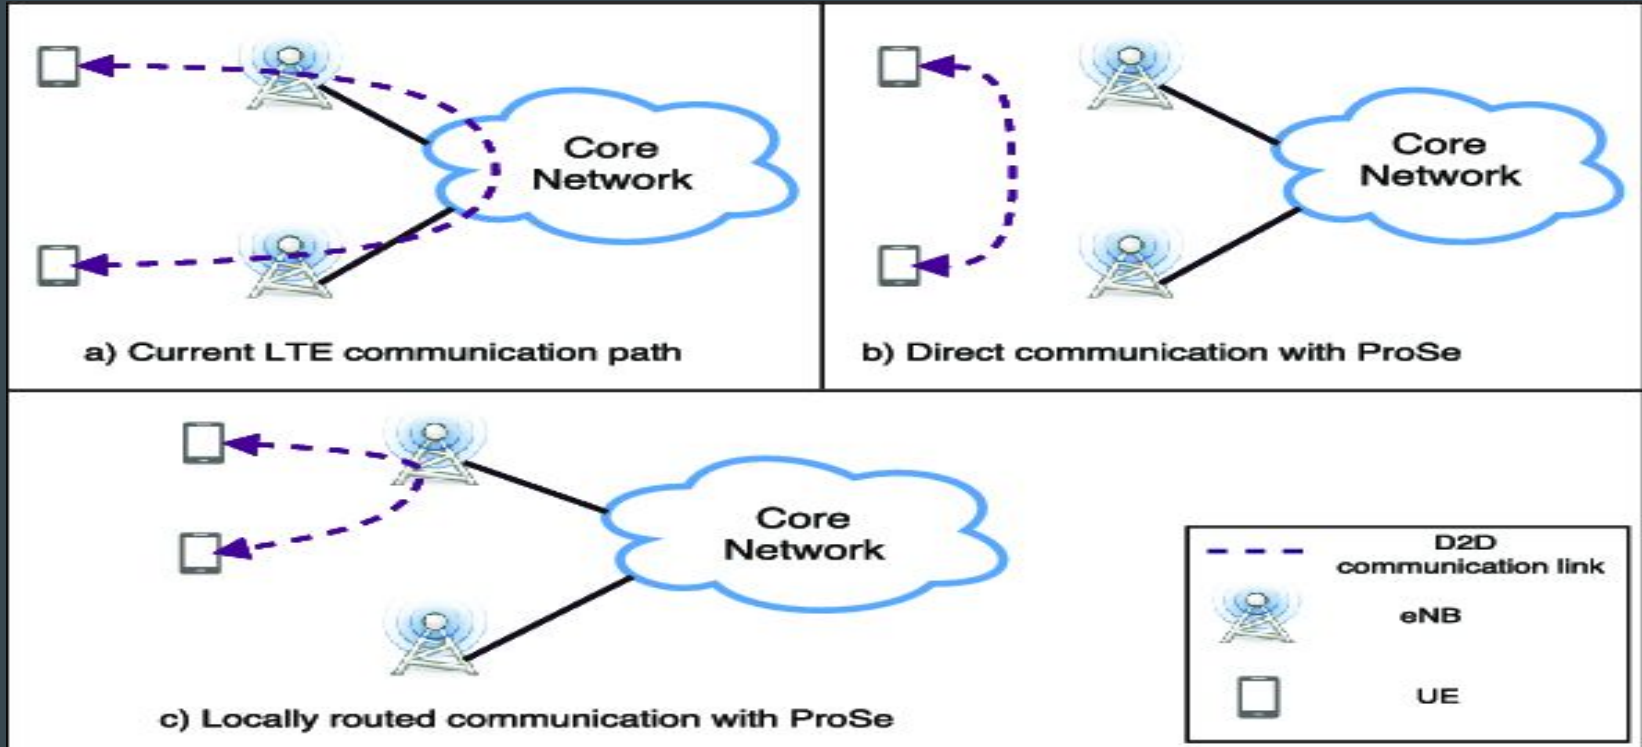 Core
Network
a) Current LTE communication path
Core
Network
b) Direct communication with ProSe
Core
Network
c) Locally routed communication with ProSe
D2D
communication link
eNB
UE